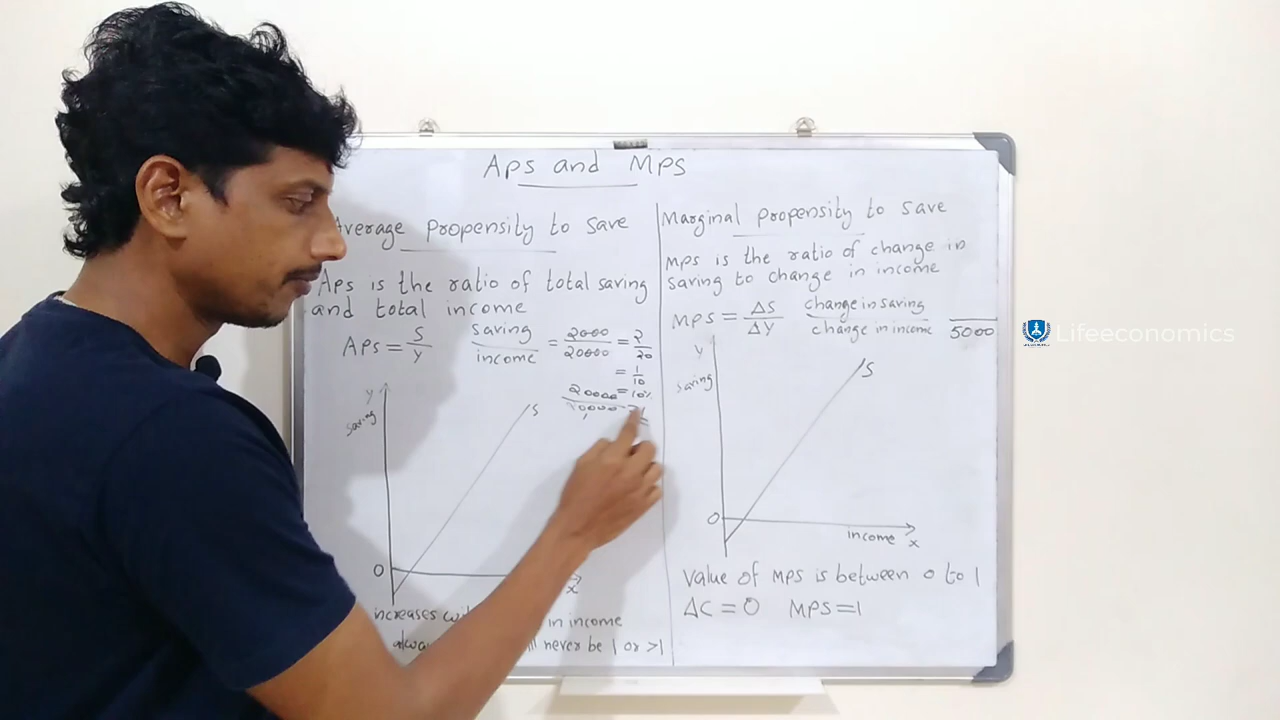 APS and MPS
Average propensity to save
APS is the ratio of total saving
and total income
APS = S/Y saving/income = 2000/20000 = 2/20
= 1/10
= 10%
20000
y
saving
S
0
x
increases in income
never be 1 or >1
Marginal propensity to save
MPS is the ratio of change in
saving to change in income
MPS = ΔS/ΔY change in saving/change in income 5000
y
saving
S
0
income x
Value of MPS is between 0 to 1
ΔC = 0 MPS = 1
Lifeeconomics